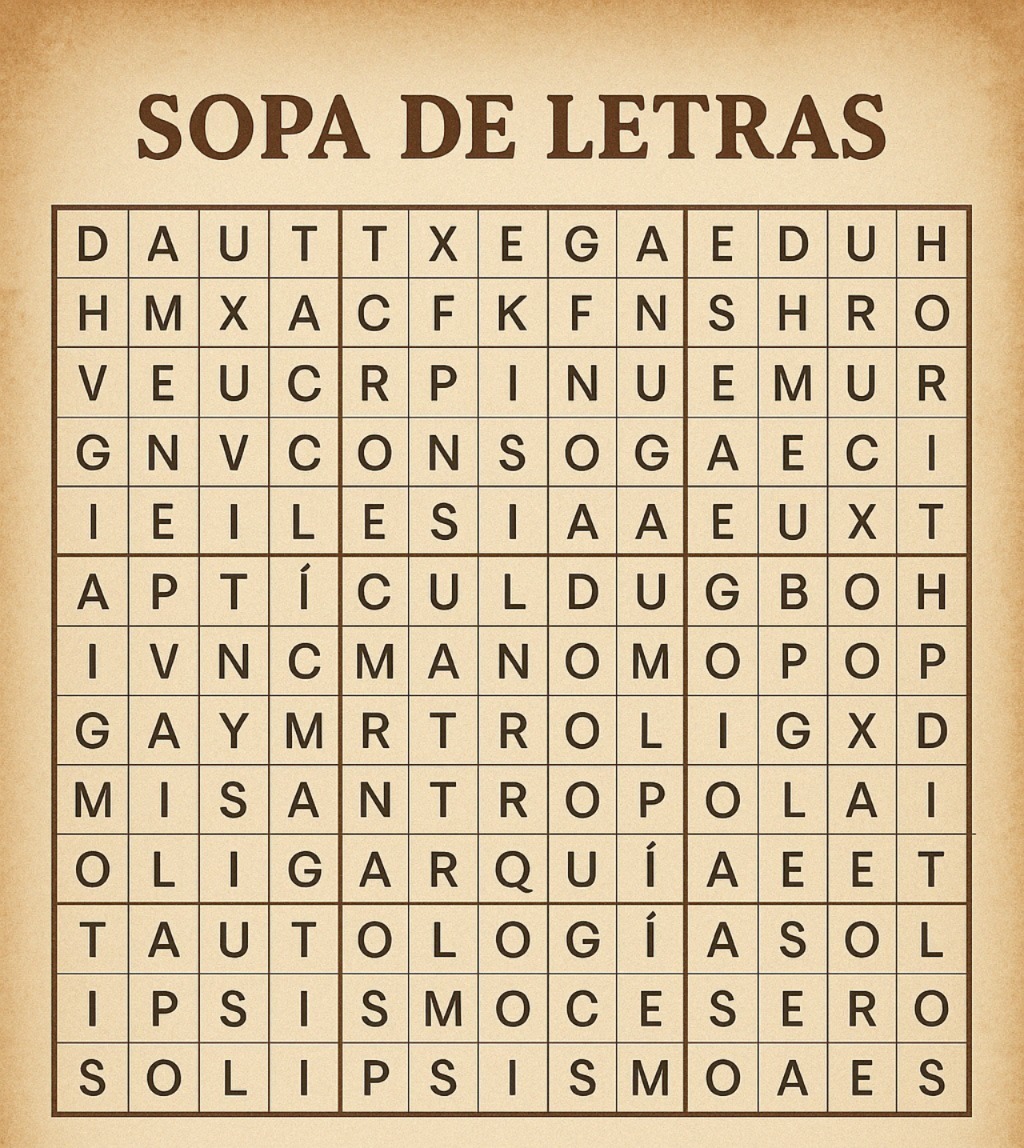 SOPA DE LETRAS
D A U T T X E G A E D U H
H M X A C F K F N S H R O
V E U C R P I N U E M U R
G N V C O N S O G A E C I
I E I L E S I A A E U X T
A P T Í C U L D U G B O H
I V N C M A N O M O P O P
G A Y M R T R O L I G X D
M I S A N T R O P O L A I
O L I G A R Q U Í A E E T
T A U T O L O G Í A S O L
I P S I S M O C E S E R O
S O L I P S I S M O A E S